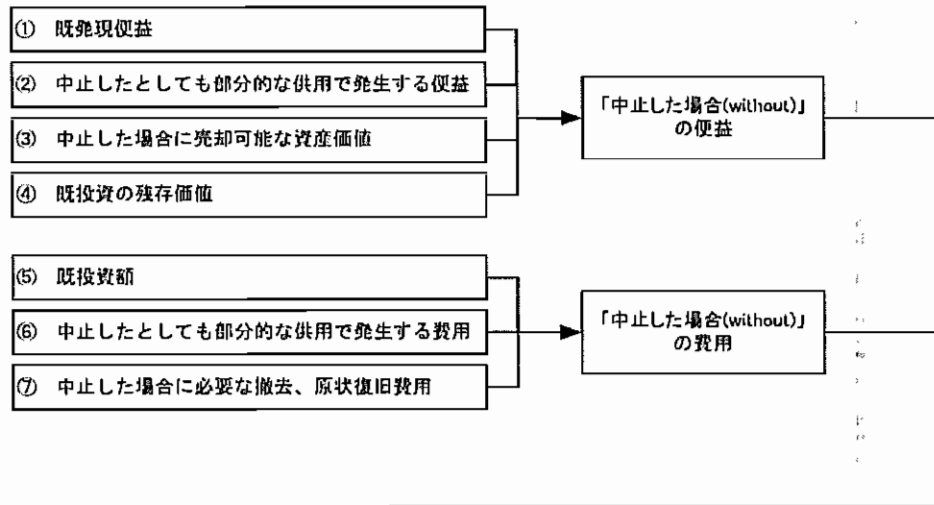 ① 既発現便益
② 中止したとしても部分的な供用で発生する便益
③ 中止した場合に売却可能な資産価値
④ 既投資の残存価値
「中止した場合(without)」
の便益
⑤ 既投資額
⑥ 中止したとしても部分的な供用で発生する費用
⑦ 中止した場合に必要な撤去、原状復旧費用
「中止した場合(without)」
の費用